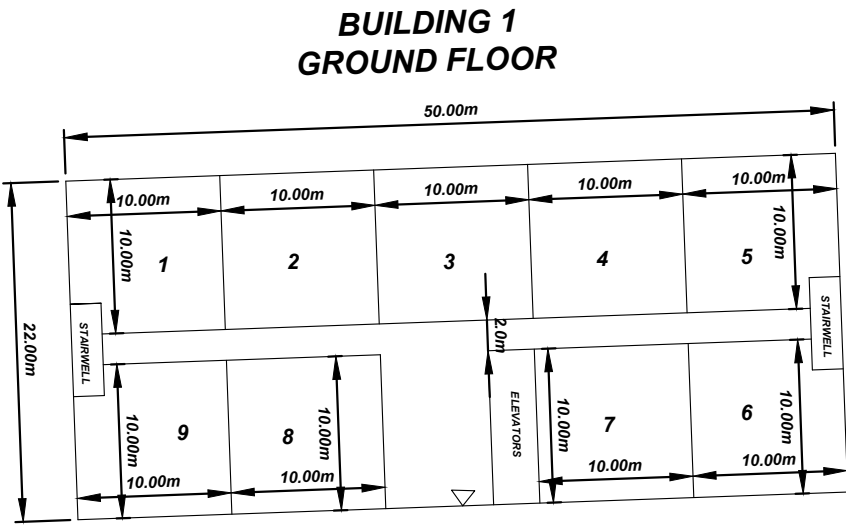 BUILDING 1
GROUND FLOOR
50.00m
10.00m
10.00m
10.00m
10.00m
10.00m
10.00m
10.00m
1
2
3
4
5
22.00m
STAIRWELL
2.0m
STAIRWELL
10.00m
9
10.00m
8
ELEVATORS
10.00m
7
10.00m
6
10.00m
10.00m
10.00m
10.00m